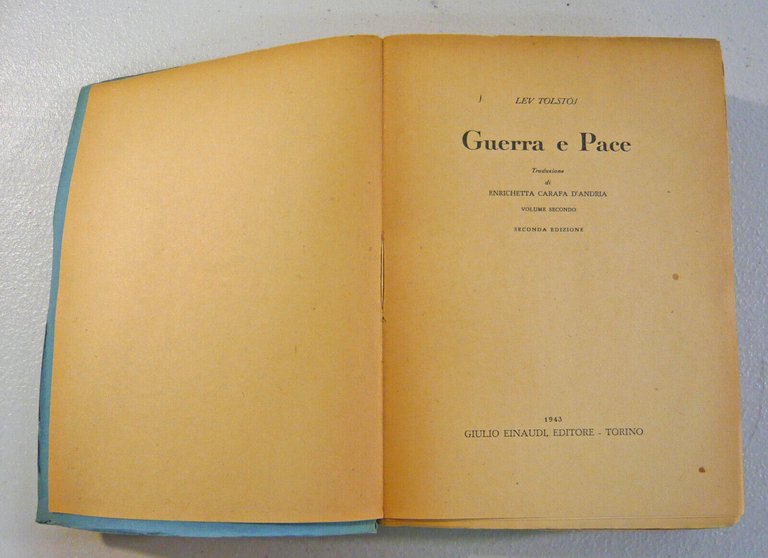 LEV TOLSTÒJ
Guerra e Pace
Traduzione
di
ENRICHETTA CARAFA D'ANDRIA
VOLUME SECONDO
SECONDA EDIZIONE
1943
GIULIO EINAUDI, EDITORE - TORINO